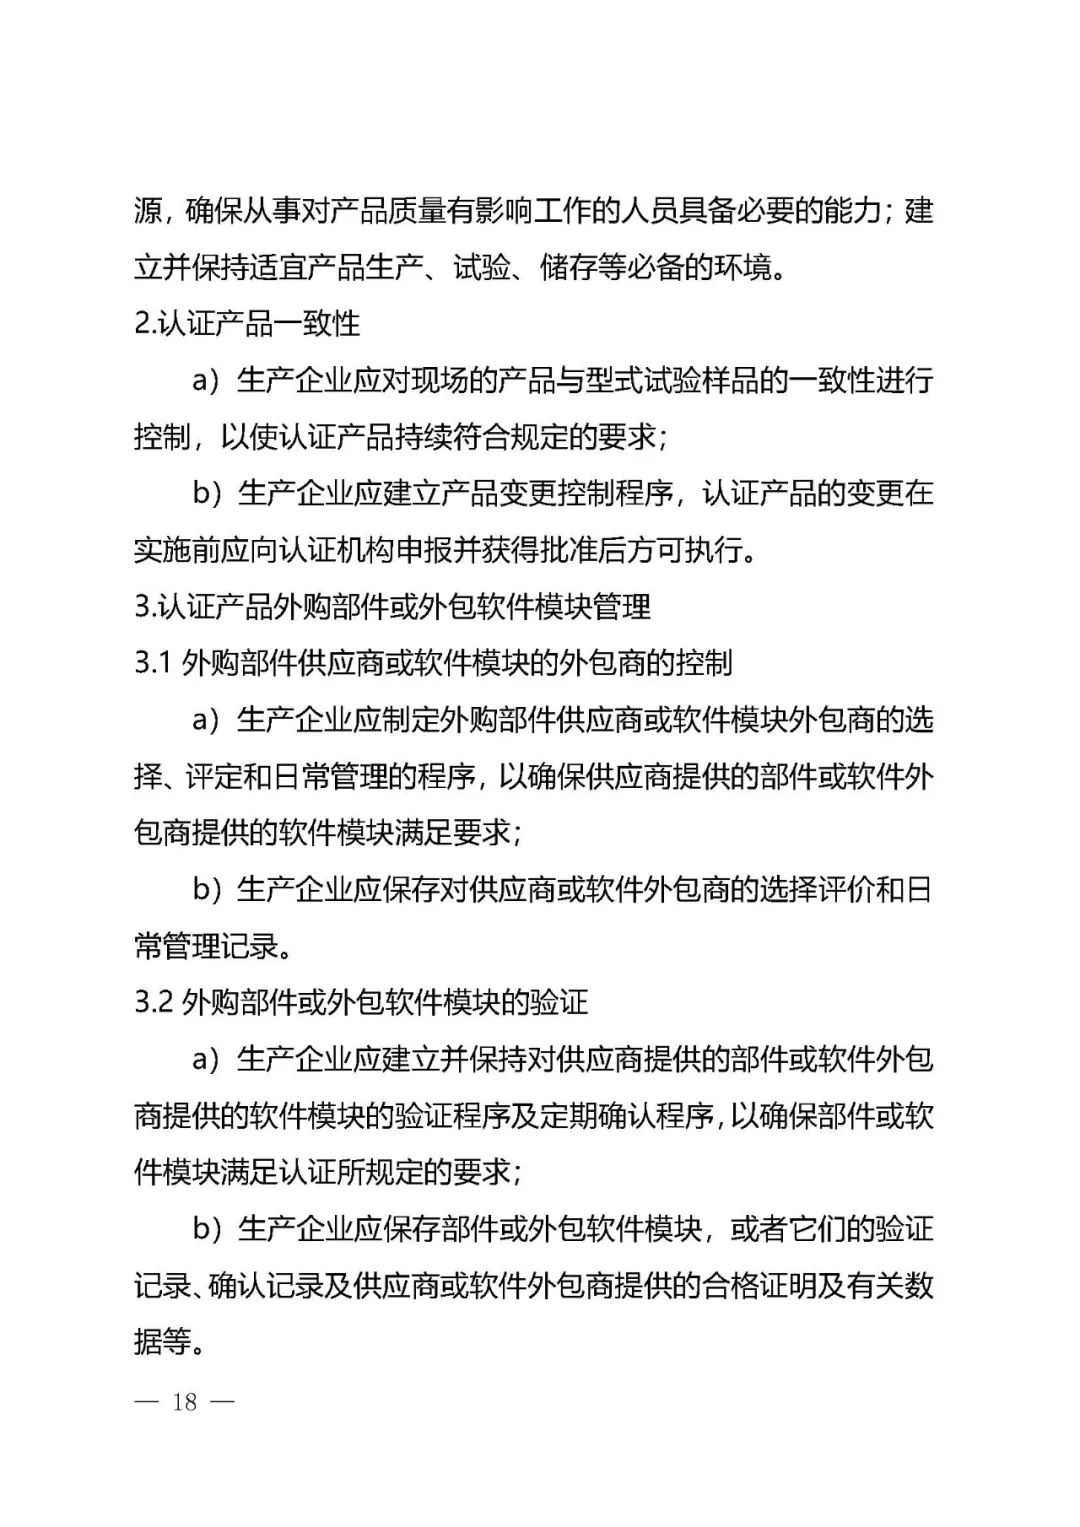 源，确保从事对产品质量有影响工作的人员具备必要的能力；建
立并保持适宜产品生产、试验、储存等必备的环境。
2.认证产品一致性
a）生产企业应对现场的产品与型式试验样品的一致性进行
控制，以使认证产品持续符合规定的要求；
b）生产企业应建立产品变更控制程序，认证产品的变更在
实施前应向认证机构申报并获得批准后方可执行。
3.认证产品外购部件或外包软件模块管理
3.1 外购部件供应商或软件模块的外包商的控制
a）生产企业应制定外购部件供应商或软件模块外包商的选
择、评定和日常管理的程序，以确保供应商提供的部件或软件外
包商提供的软件模块满足要求；
b）生产企业应保存对供应商或软件外包商的选择评价和日
常管理记录。
3.2 外购部件或外包软件模块的验证
a）生产企业应建立并保持对供应商提供的部件或软件外包
商提供的软件模块的验证程序及定期确认程序，以确保部件或软
件模块满足认证所规定的要求；
b）生产企业应保存部件或外包软件模块，或者它们的验证
记录、确认记录及供应商或软件外包商提供的合格证明及有关数
据等。
— 18 —